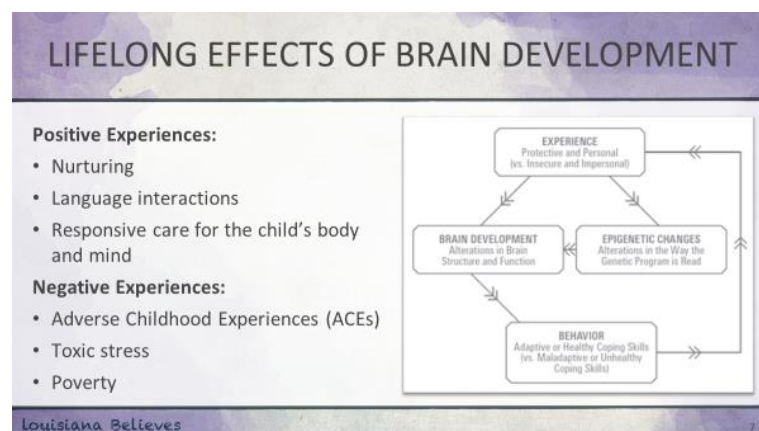 LIFELONG EFFECTS OF BRAIN DEVELOPMENT
Positive Experiences:
• Nurturing
• Language interactions
• Responsive care for the child's body
and mind
Negative Experiences:
• Adverse Childhood Experiences (ACEs)
• Toxic stress
• Poverty
EXPERIENCE
Protective and Personal
(vs. Insecure and Impersonal)
BRAIN DEVELOPMENT
Alterations in Brain
Structure and Function
EPIGENETIC CHANGES
Alterations in the Way the
Genetic Program is Read
BEHAVIOR
Adaptive or Healthy Coping Skills
(vs. Maladaptive or Unhealthy
Coping Skills)
Louisiana Believes
7